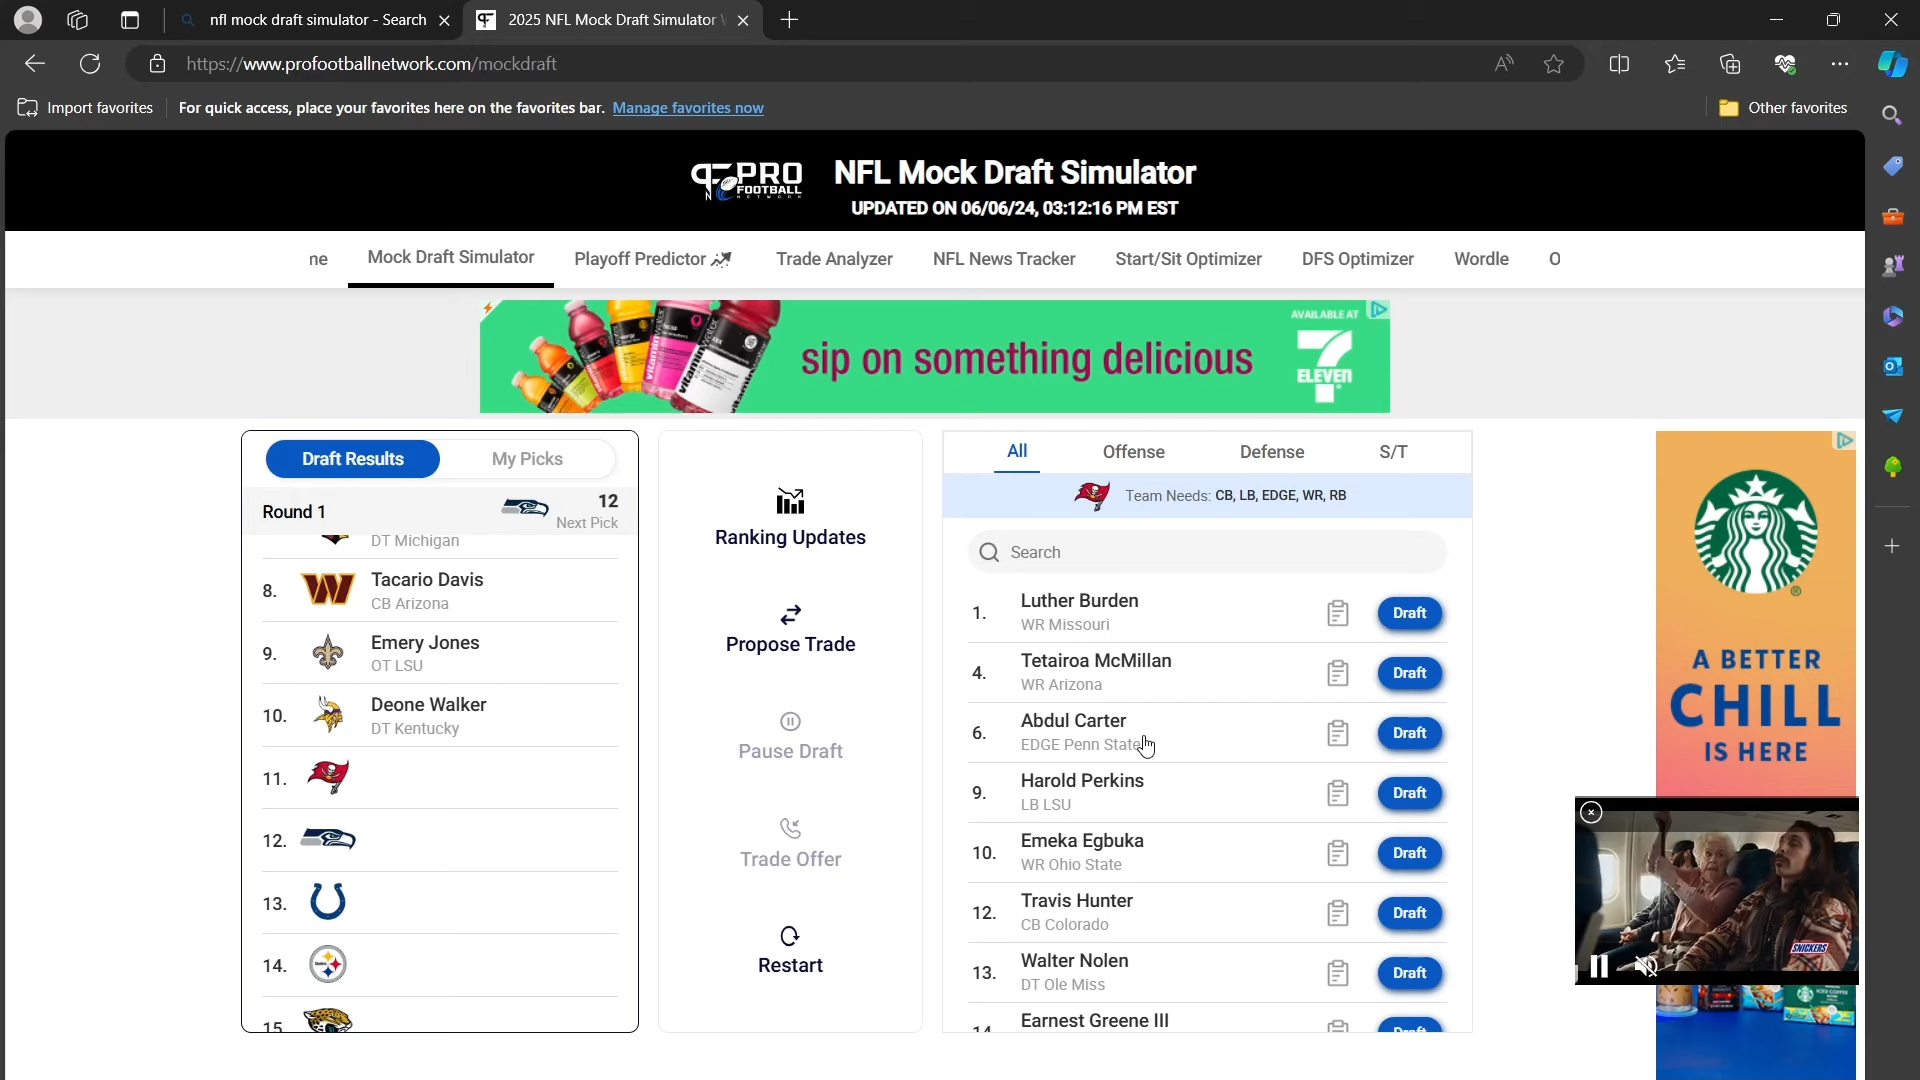 nfl mock draft simulator - Search
2025 NFL Mock Draft Simulator
https://www.profootballnetwork.com/mockdraft
Import favorites
For quick access, place your favorites here on the favorites bar. Manage favorites now
Other favorites
PRO FOOTBALL NETWORK
NFL Mock Draft Simulator
UPDATED ON 06/06/24, 03:12:16 PM EST
me
Mock Draft Simulator
Playoff Predictor
Trade Analyzer
NFL News Tracker
Start/Sit Optimizer
DFS Optimizer
Wordle
O
sip on something delicious
AVAILABLE AT
7
ELEVEN
Draft Results
My Picks
Round 1
12
Next Pick
DT Michigan
8.
Tacario Davis
CB Arizona
9.
Emery Jones
OT LSU
10.
Deone Walker
DT Kentucky
11.
12.
13.
14.
15
Ranking Updates
Propose Trade
Pause Draft
Trade Offer
Restart
All
Offense
Defense
S/T
Team Needs: CB, LB, EDGE, WR, RB
Search
1.
Luther Burden
WR Missouri
Draft
4.
Tetairoa McMillan
WR Arizona
Draft
6.
Abdul Carter
EDGE Penn State
Draft
9.
Harold Perkins
LB LSU
Draft
10.
Emeka Egbuka
WR Ohio State
Draft
12.
Travis Hunter
CB Colorado
Draft
13.
Walter Nolen
DT Ole Miss
Draft
14
Earnest Greene III
Draft
A BETTER
CHILL
IS HERE
SNICKERS